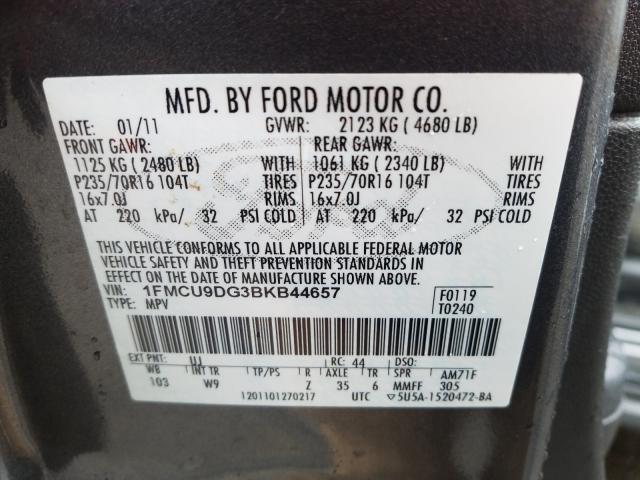 MFD. BY FORD MOTOR CO.
DATE: 01/11 GVWR: 2123 KG ( 4680 LB)
FRONT GAWR: REAR GAWR:
1125 KG ( 2480 LB) WITH 1061 KG ( 2340 LB) WITH
P235/70R16 104T TIRES P235/70R16 104T TIRES
16x7.0J RIMS 16x7.0J RIMS
AT 220 kPa/ 32 PSI COLD AT 220 kPa/ 32 PSI COLD
THIS VEHICLE CONFORMS TO ALL APPLICABLE FEDERAL MOTOR
VEHICLE SAFETY AND THEFT PREVENTION STANDARDS IN
EFFECT ON THE DATE OF MANUFACTURE SHOWN ABOVE.
VIN: 1FMCU9DG3BKB44657 F0119
TYPE: MPV T0240
EXT PNT: UJ RC: 44 DSO:
WB INT TR TP/PS R AXLE TR SPR AM71F
103 W9 Z 35 6 MMFF 305
1201101270217 UTC ▽5U5A-1520472-BA
Ford